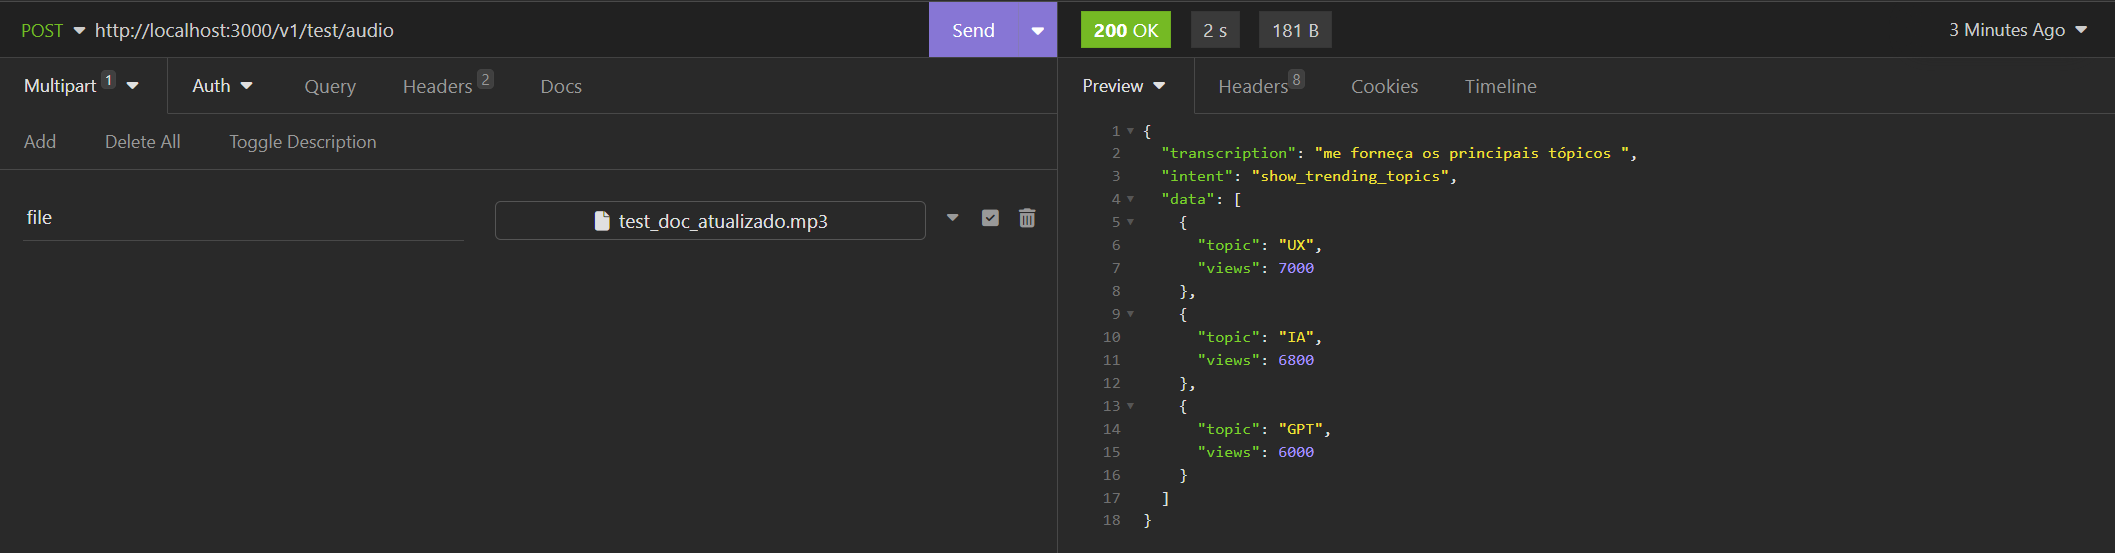 POST http://localhost:3000/v1/test/audio Send
Multipart 1 Auth Query Headers 2 Docs
Add Delete All Toggle Description
file test_doc_atualizado.mp3
200 OK 2 s 181 B 3 Minutes Ago
Preview Headers 8 Cookies Timeline
1 {
2 "transcription": "me forneça os principais tópicos ",
3 "intent": "show_trending_topics",
4 "data": [
5 {
6 "topic": "UX",
7 "views": 7000
8 },
9 {
10 "topic": "IA",
11 "views": 6800
12 },
13 {
14 "topic": "GPT",
15 "views": 6000
16 }
17 ]
18 }